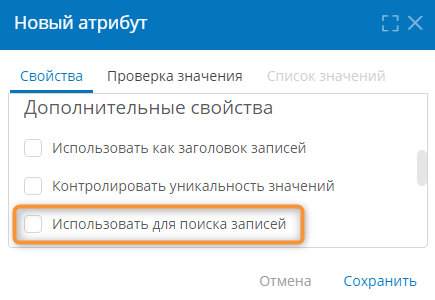 Новый атрибут
Свойства Проверка значения Список значений
Дополнительные свойства
Использовать как заголовок записей
Контролировать уникальность значений
Использовать для поиска записей
Отмена Сохранить